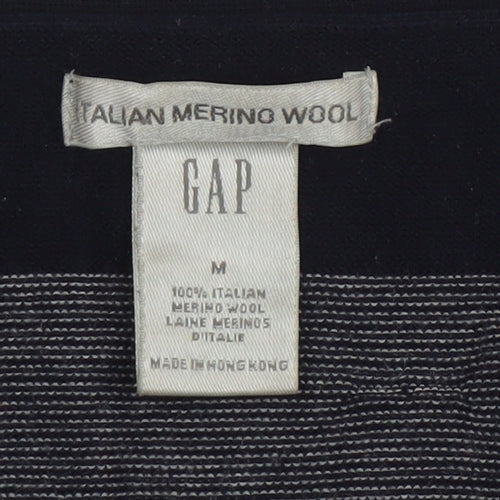 ITALIAN MERINO WOOL
GAP
M
100% ITALIAN
MERINO WOOL
LAINE MERINOS
D'ITALIE
MADE IN HONG KONG